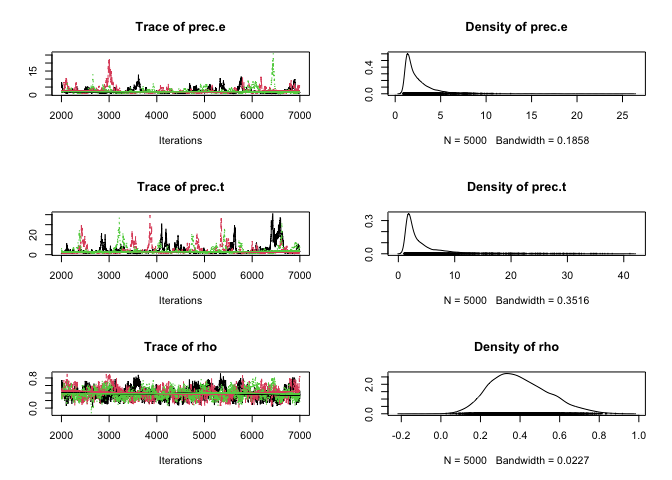 Trace of prec.e
0 15
2000 3000 4000 5000 6000 7000
Iterations
Density of prec.e
0.0 0.4
0 5 10 15 20 25
N = 5000 Bandwidth = 0.1858
Trace of prec.t
0 20
2000 3000 4000 5000 6000 7000
Iterations
Density of prec.t
0.0 0.3
0 10 20 30 40
N = 5000 Bandwidth = 0.3516
Trace of rho
0.0 0.8
2000 3000 4000 5000 6000 7000
Iterations
Density of rho
0.0 2.0
-0.2 0.0 0.2 0.4 0.6 0.8 1.0
N = 5000 Bandwidth = 0.0227